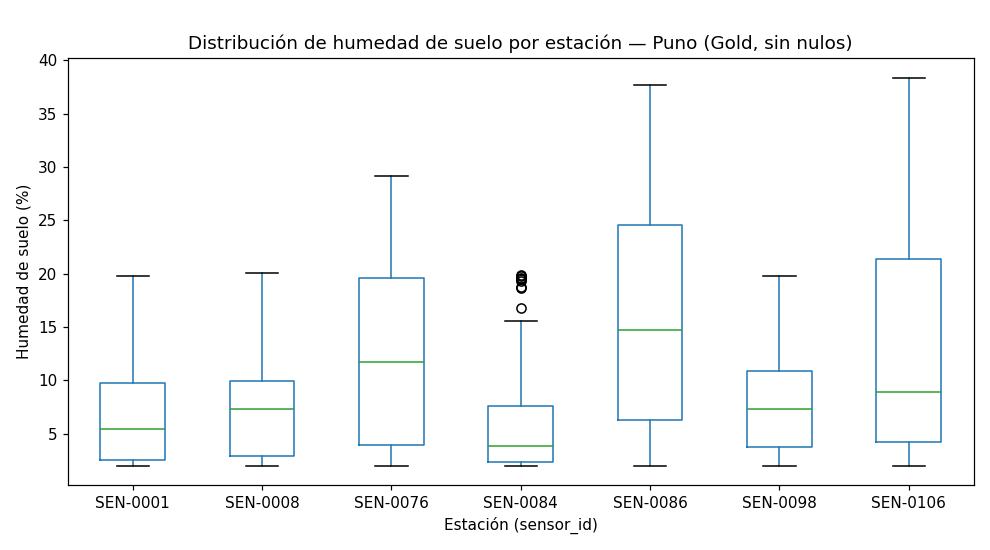 Distribución de humedad de suelo por estación — Puno (Gold, sin nulos)
Humedad de suelo (%)
40
35
30
25
20
15
10
5
SEN-0001 SEN-0008 SEN-0076 SEN-0084 SEN-0086 SEN-0098 SEN-0106
Estación (sensor_id)